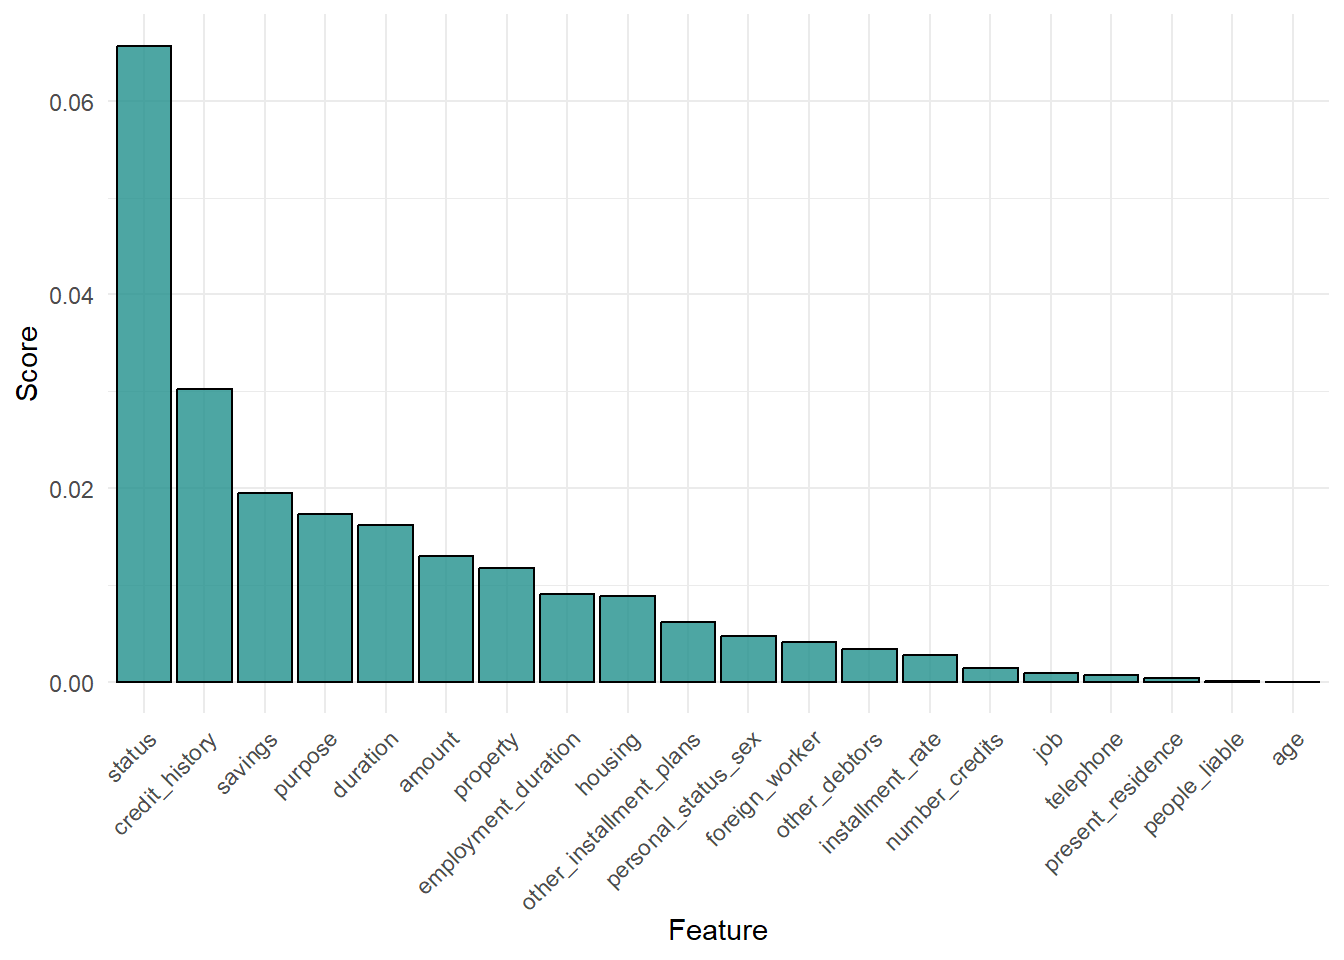 0.06
0.04
0.02
0.00
Score
status
credit_history
savings
purpose
duration
amount
property
employment_duration
housing
other_installment_plans
personal_status_sex
foreign_worker
other_debtors
installment_rate
number_credits
job
telephone
present_residence
people_liable
age
Feature